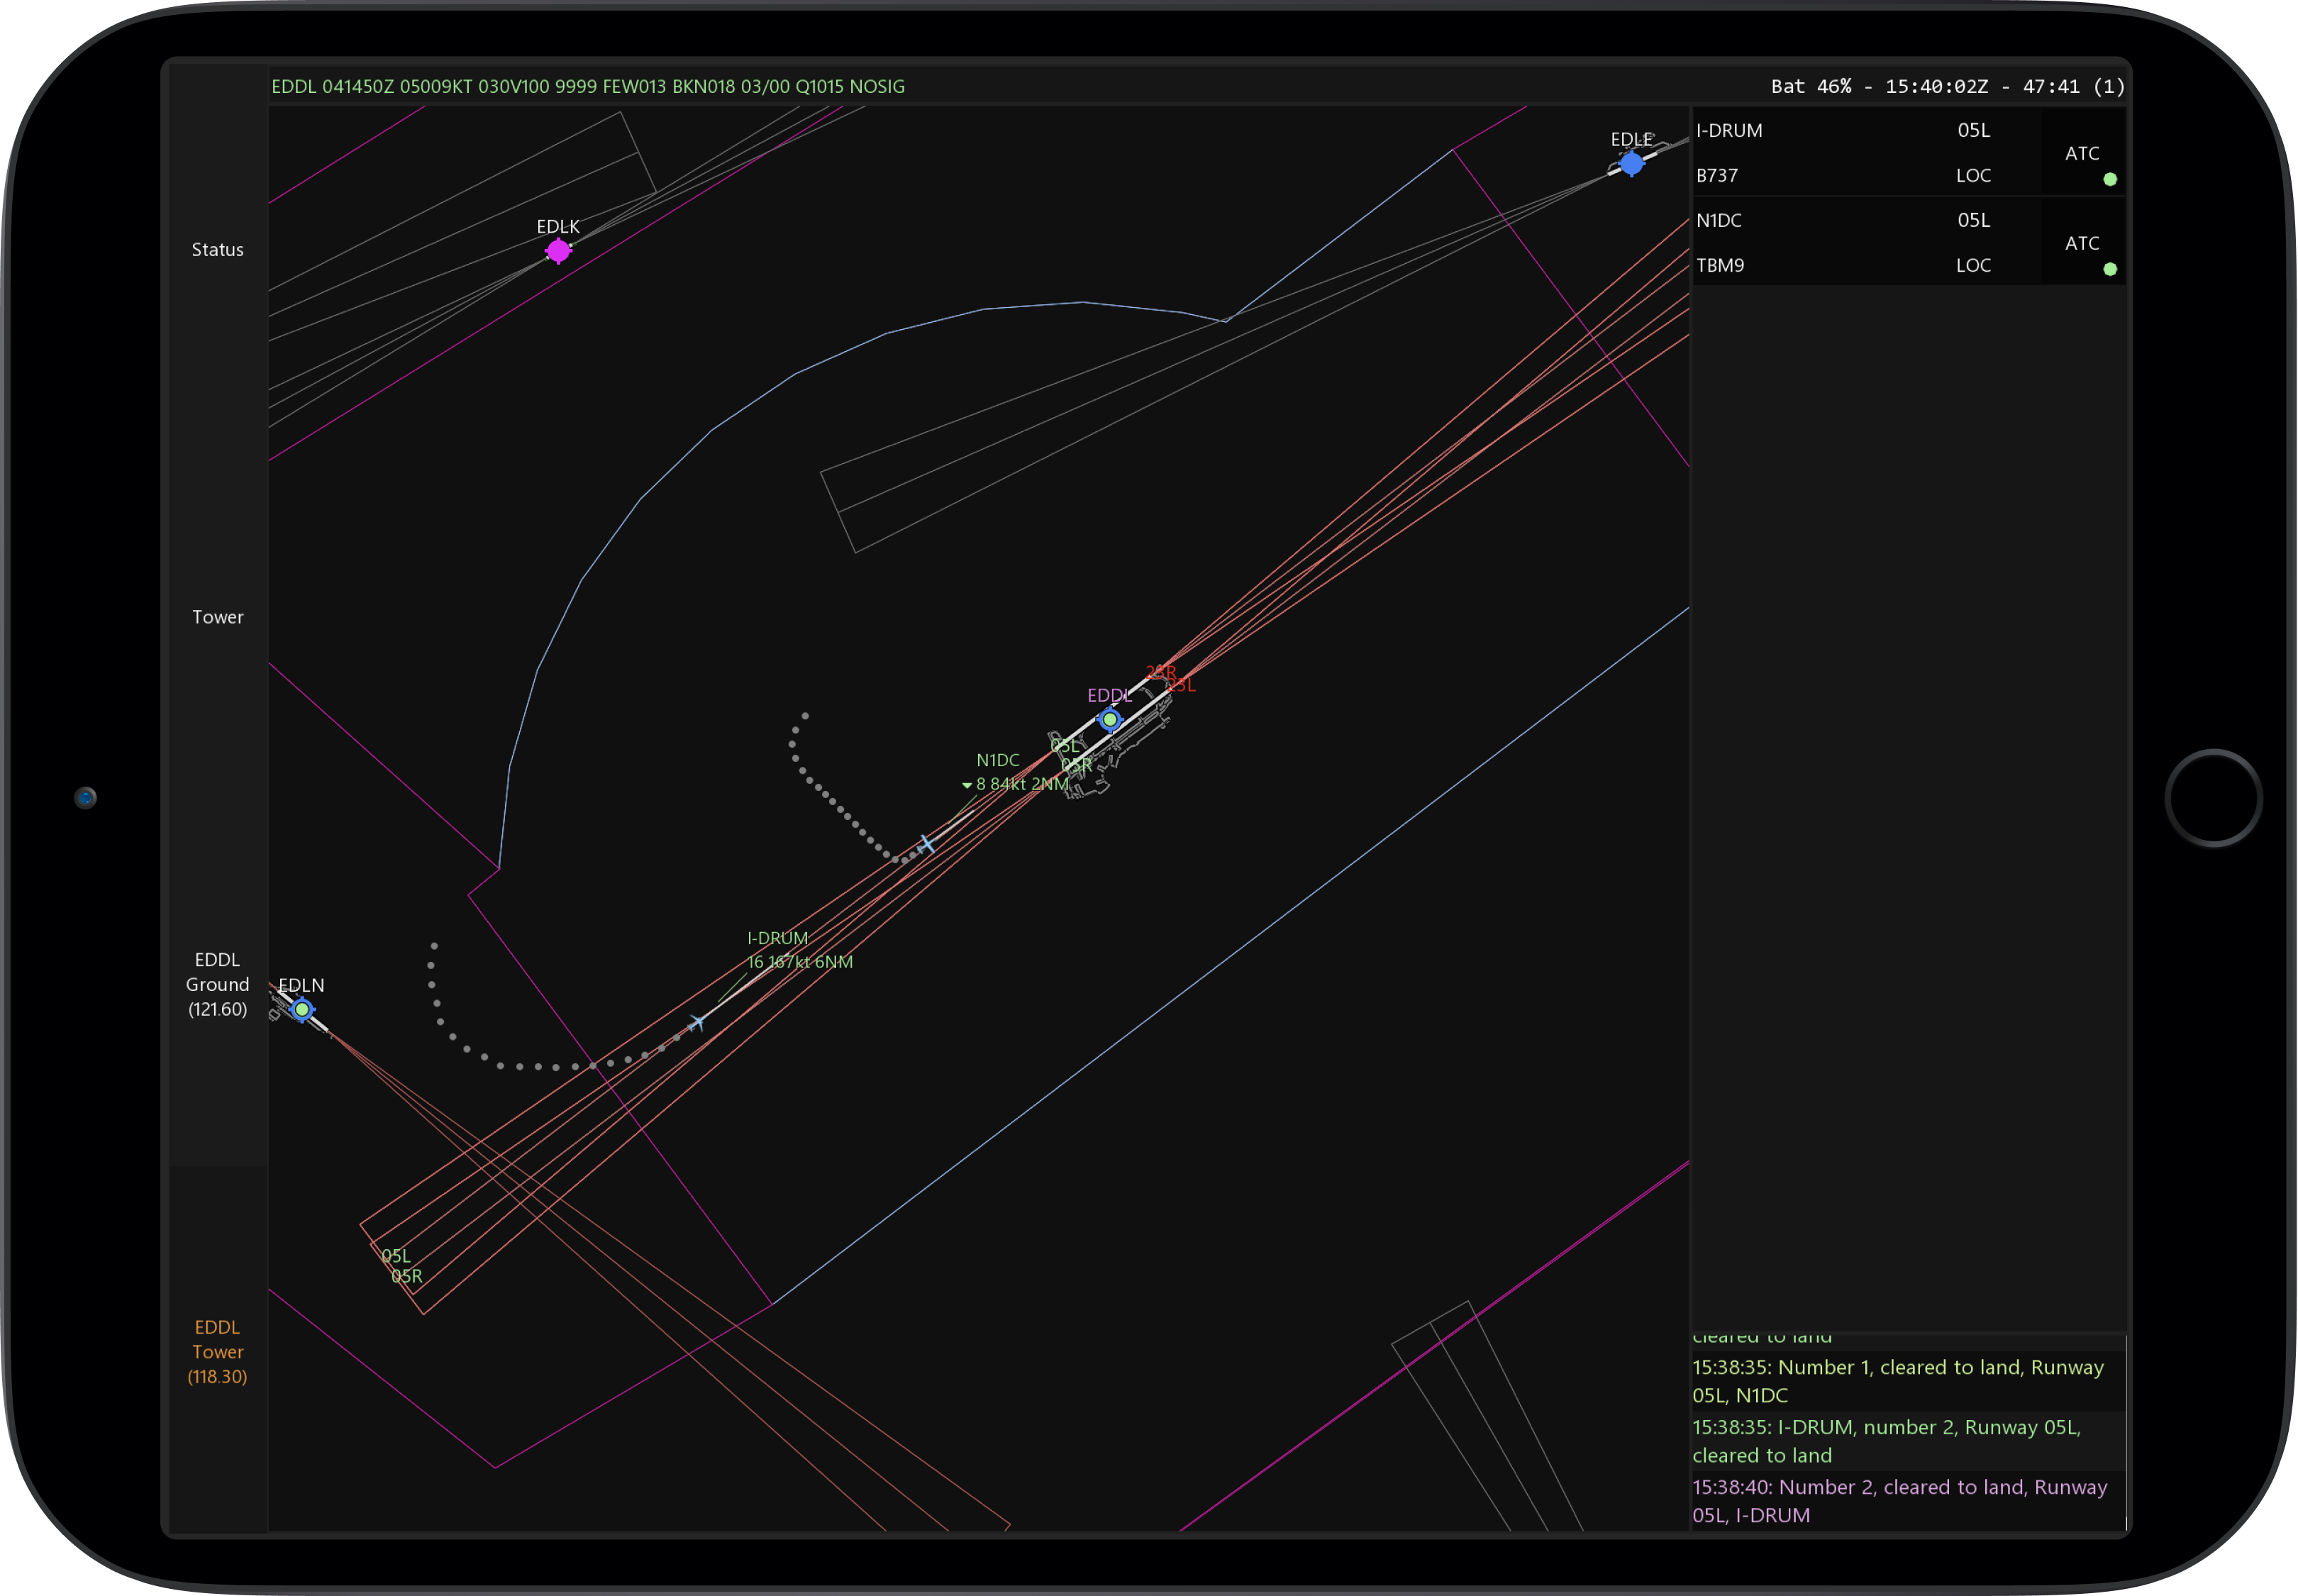 EDDL 041450Z 05009KT 030V100 9999 FEW013 BKN018 03/00 Q1015 NOSIG
Bat 46% - 15:40:02Z - 47:41 (1)
Status
Tower
EDDL
Ground
(121.60)
EDDL
Tower
(118.30)
EDLK
EDLE
23R
23L
EDDL
05L
05R
N1DC
8 84kt 2NM
I-DRUM
16 167kt 6NM
EDLN
05L
05R
I-DRUM 05L
ATC
B737 LOC
N1DC 05L
ATC
TBM9 LOC
cleared to land
15:38:35: Number 1, cleared to land, Runway
05L, N1DC
15:38:35: I-DRUM, number 2, Runway 05L,
cleared to land
15:38:40: Number 2, cleared to land, Runway
05L, I-DRUM